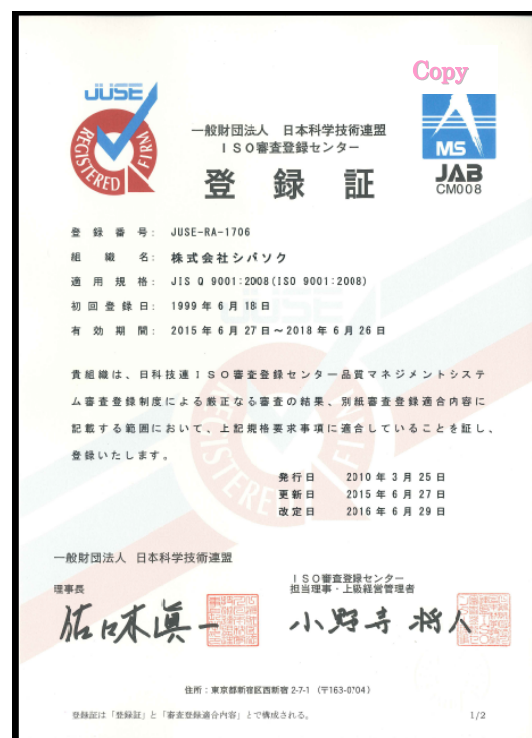 Copy
JUSE
REGISTERED FIRM
MS
JAB
CM008
一般財団法人 日本科学技術連盟
ISO審査登録センター
登録証
登録番号: JUSE-RA-1706
組織名: 株式会社シバソク
適用規格: JIS Q 9001:2008(ISO 9001:2008)
初回登録日: 1999年6月18日
有効期間: 2015年6月27日～2018年6月26日
貴組織は、日科技連ISO審査登録センター品質マネジメントシステ
ム審査登録制度による厳正なる審査の結果、別紙審査登録適合内容に
記載する範囲において、上記規格要求事項に適合していることを証し、
登録いたします。
発行日 2010年3月25日
更新日 2015年6月27日
改定日 2016年6月29日
一般財団法人 日本科学技術連盟
理事長
佐々木眞一
ISO審査登録センター
担当理事・上級経営管理者
小野寺将人
住所：東京都新宿区西新宿 2-7-1 (〒163-0704)
登録証は「登録証」と「審査登録適合内容」とで構成される。
1/2